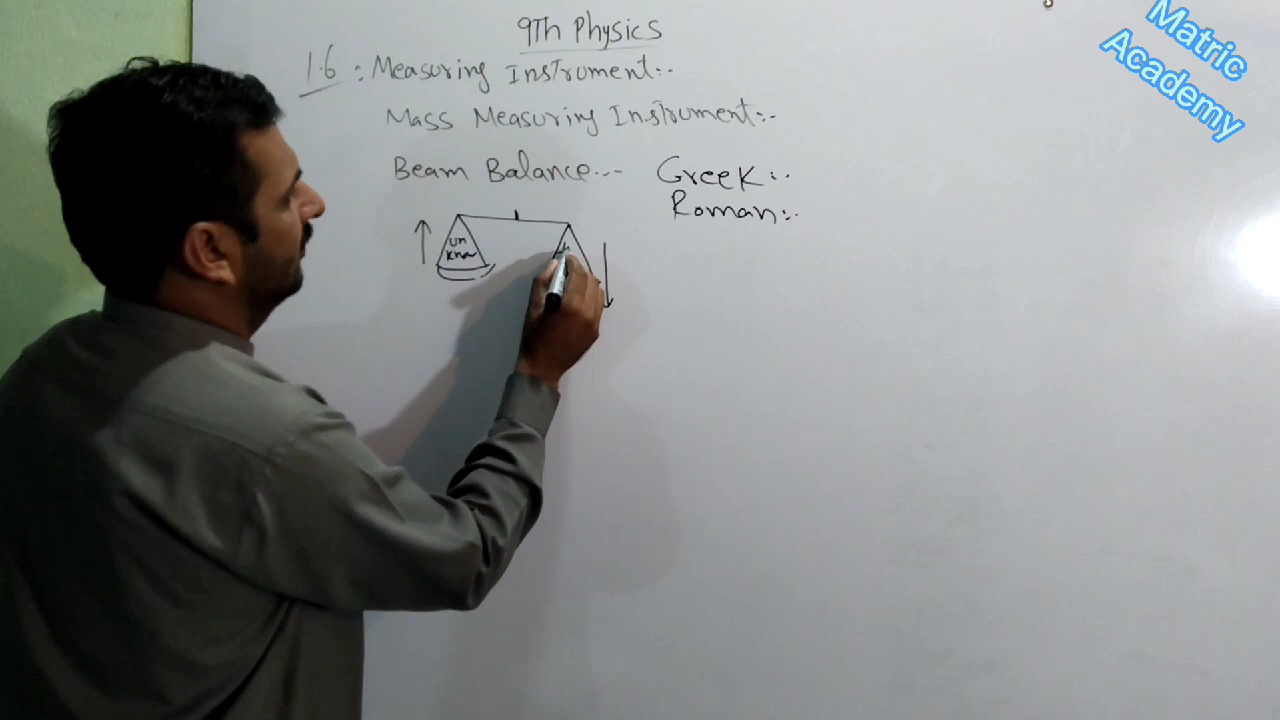 9Th Physics
1.6 : Measuring Instrument:-
Mass Measuring Instrument:-
Beam Balance:-- Greek:-
Roman:-
un
know
Matric
Academy